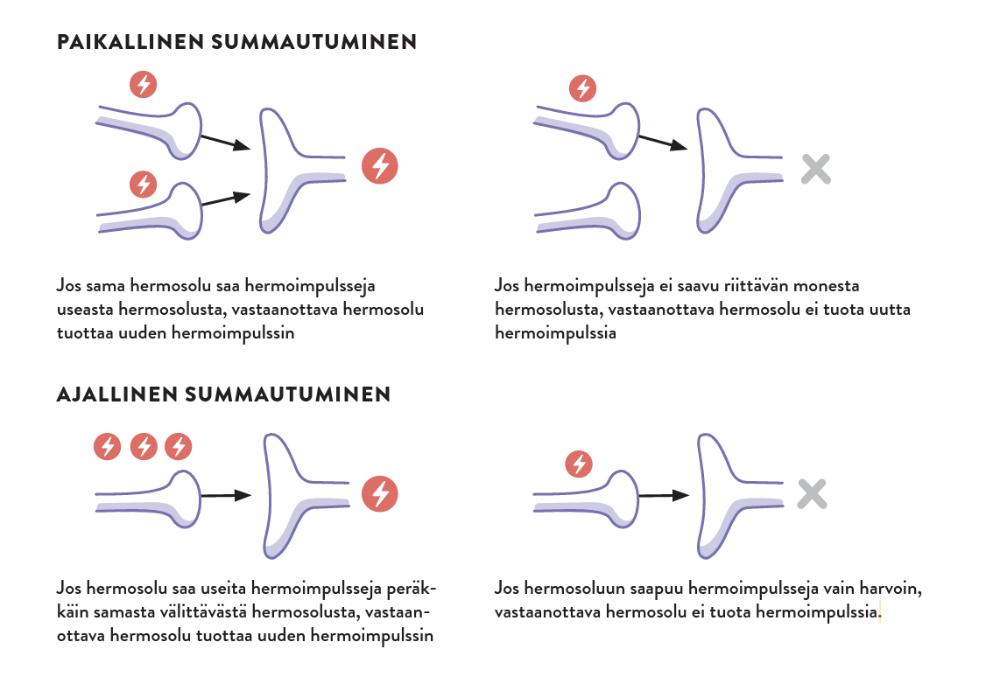 PAIKALLINEN SUMMAUTUMINEN
Jos sama hermosolu saa hermoimpulsseja
useasta hermosolusta, vastaanottava hermosolu
tuottaa uuden hermoimpulssin
Jos hermoimpulsseja ei saavu riittävän monesta
hermosolusta, vastaanottava hermosolu ei tuota uutta
hermoimpulssia
AJALLINEN SUMMAUTUMINEN
Jos hermosolu saa useita hermoimpulsseja peräk-
käin samasta välittävästä hermosolusta, vastaan-
ottava hermosolu tuottaa uuden hermoimpulssin
Jos hermosoluun saapuu hermoimpulsseja vain harvoin,
vastaanottava hermosolu ei tuota hermoimpulssia.